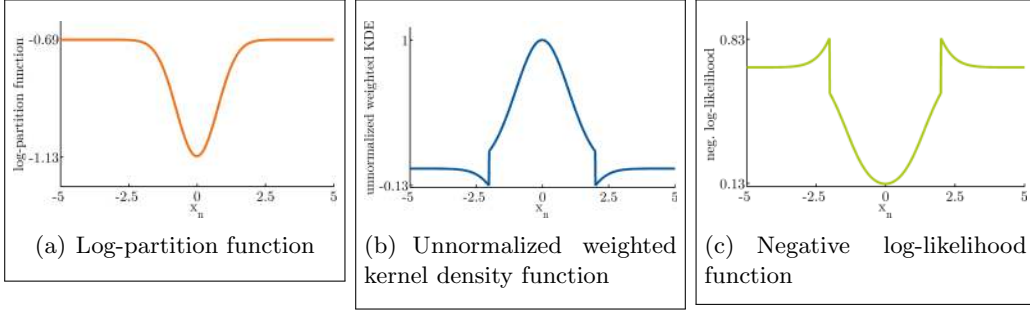 log-partition function
-0.69
-1.13
-5
-2.5
0
2.5
5
x_n
(a) Log-partition function
unnormalized weighted KDE
1
-0.13
-5
-2.5
0
2.5
5
x_n
(b) Unnormalized weighted
kernel density function
neg. log-likelihood
0.83
0.13
-5
-2.5
0
2.5
5
x_n
(c) Negative log-likelihood
function